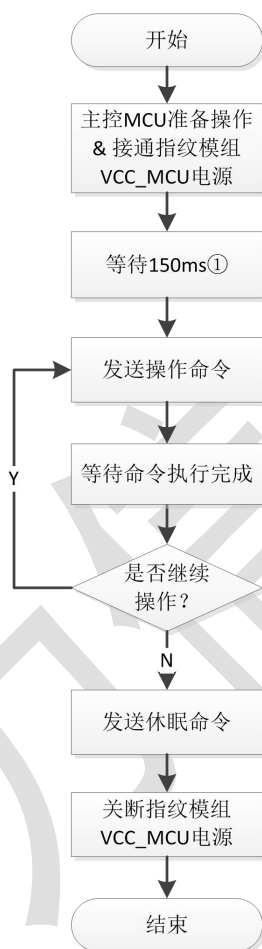 开始
主控MCU准备操作
& 接通指纹模组
VCC_MCU电源
等待150ms①
发送操作命令
等待命令执行完成
Y
是否继续
操作？
N
发送休眠命令
关断指纹模组
VCC_MCU电源
结束